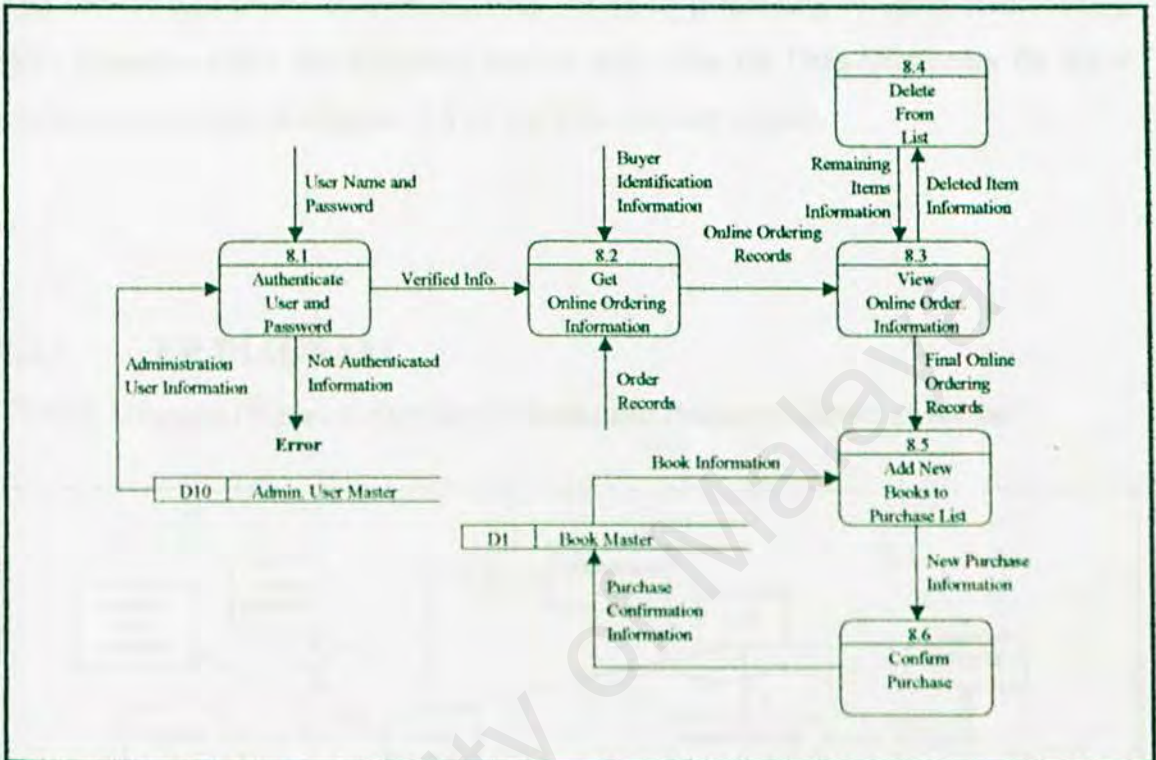 8.4
Delete
From
List
User Name and
Password
Buyer
Identification
Information
Remaining
Items
Information
Deleted Item
Information
Online Ordering
Records
8.1
Authenticate
User and
Password
Verified Info.
8.2
Get
Online Ordering
Information
8.3
View
Online Order.
Information
Administration
User Information
Not Authenticated
Information
Error
Order
Records
Final Online
Ordering
Records
D10 Admin. User Master
Book Information
8.5
Add New
Books to
Purchase List
D1 Book Master
Purchase
Confirmation
Information
New Purchase
Information
8.6
Confirm
Purchase
ity of Malaya